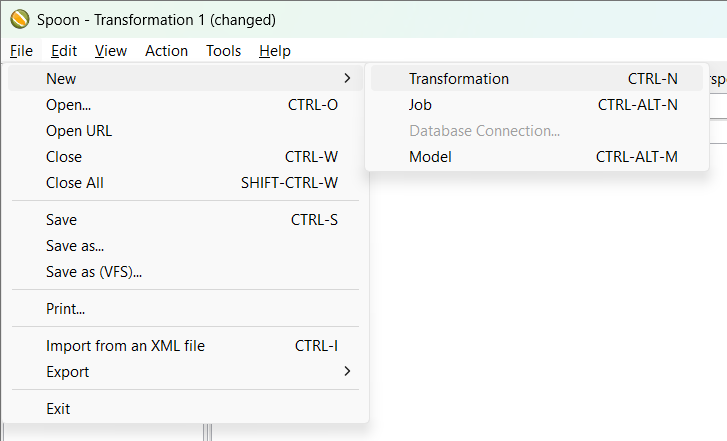 Spoon - Transformation 1 (changed)
File Edit View Action Tools Help
New
Open... CTRL-O
Open URL
Close CTRL-W
Close All SHIFT-CTRL-W
Save CTRL-S
Save as...
Save as (VFS)...
Print...
Import from an XML file CTRL-I
Export
Exit
Transformation CTRL-N
Job CTRL-ALT-N
Database Connection...
Model CTRL-ALT-M